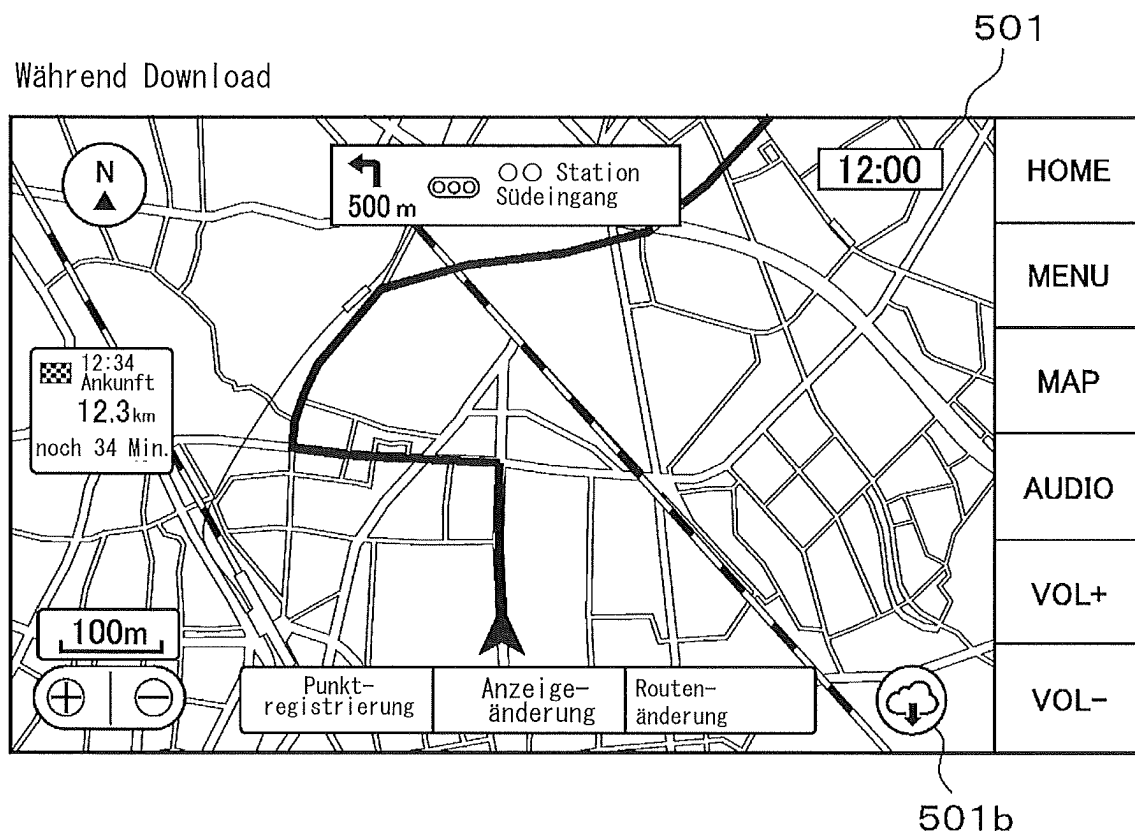 501
Während Download
N
500 m
○○ Station
Südeingang
12:00
HOME
MENU
MAP
AUDIO
VOL+
VOL-
12:34
Ankunft
12.3km
noch 34 Min.
100m
Punkt-
registrierung
Anzeige-
änderung
Routen-
änderung
501b